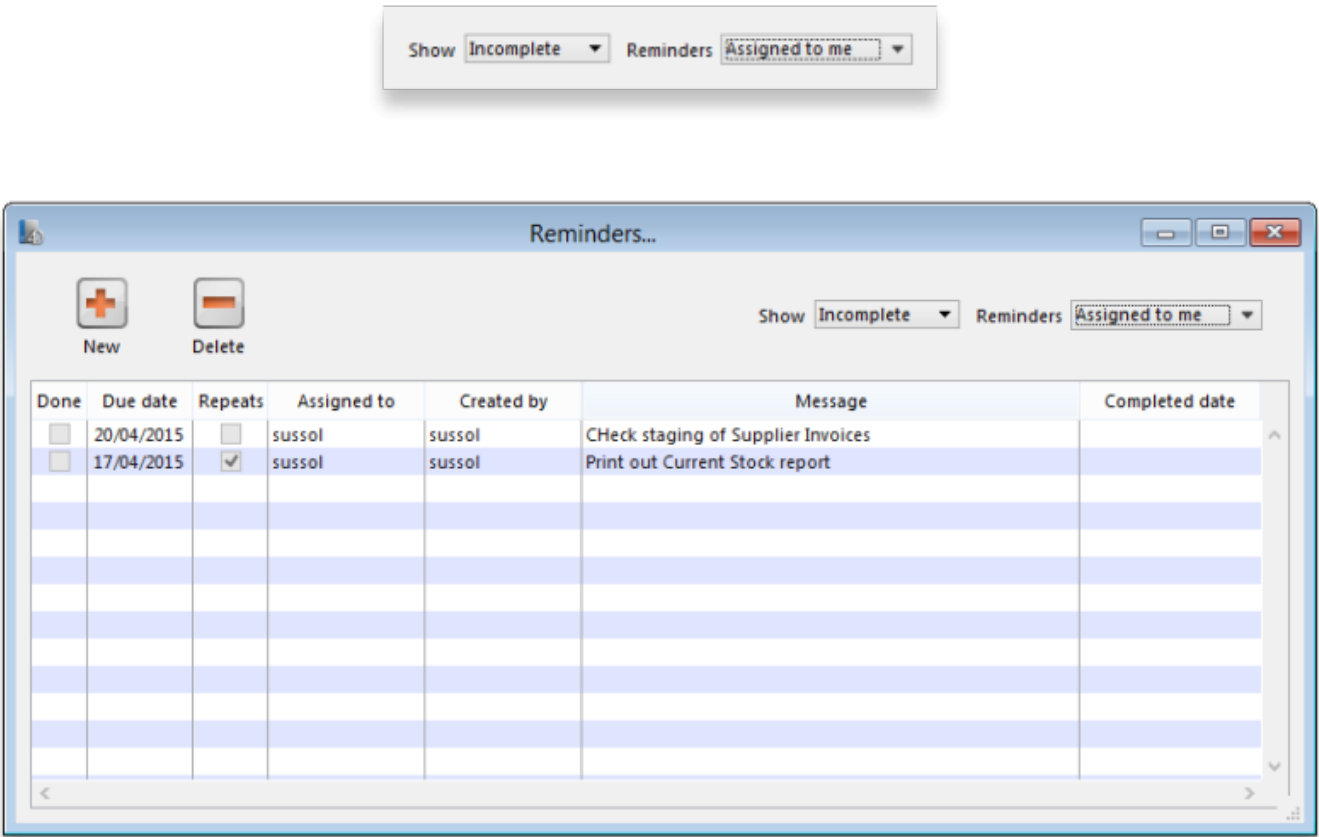 Show Incomplete Reminders Assigned to me
Reminders...
Show Incomplete Reminders Assigned to me
New Delete
Done Due date Repeats Assigned to Created by Message Completed date
20/04/2015 sussol sussol CHeck staging of Supplier Invoices
17/04/2015 sussol sussol Print out Current Stock report